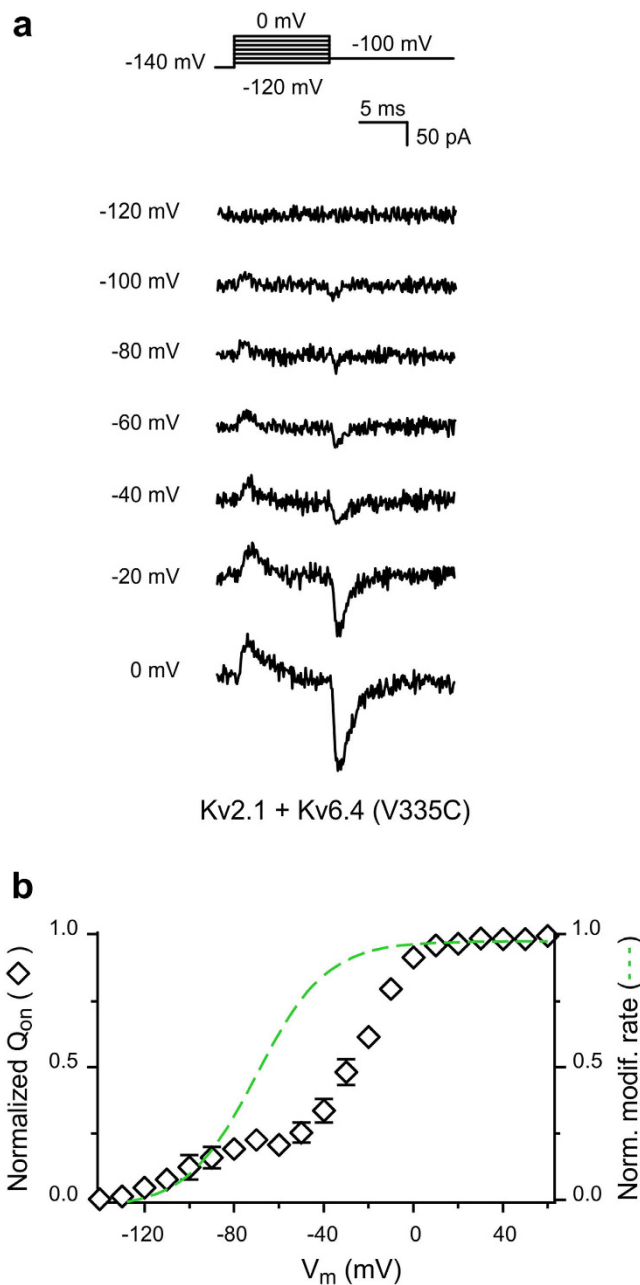 a
0 mV
-140 mV
-100 mV
-120 mV
5 ms
50 pA
-120 mV
-100 mV
-80 mV
-60 mV
-40 mV
-20 mV
0 mV
Kv2.1 + Kv6.4 (V335C)
b
Normalized Qon (◇)
1.0
0.5
0.0
1.0
0.5
0.0
Norm. modif. rate (---)
-120 -80 -40 0 40
Vm (mV)